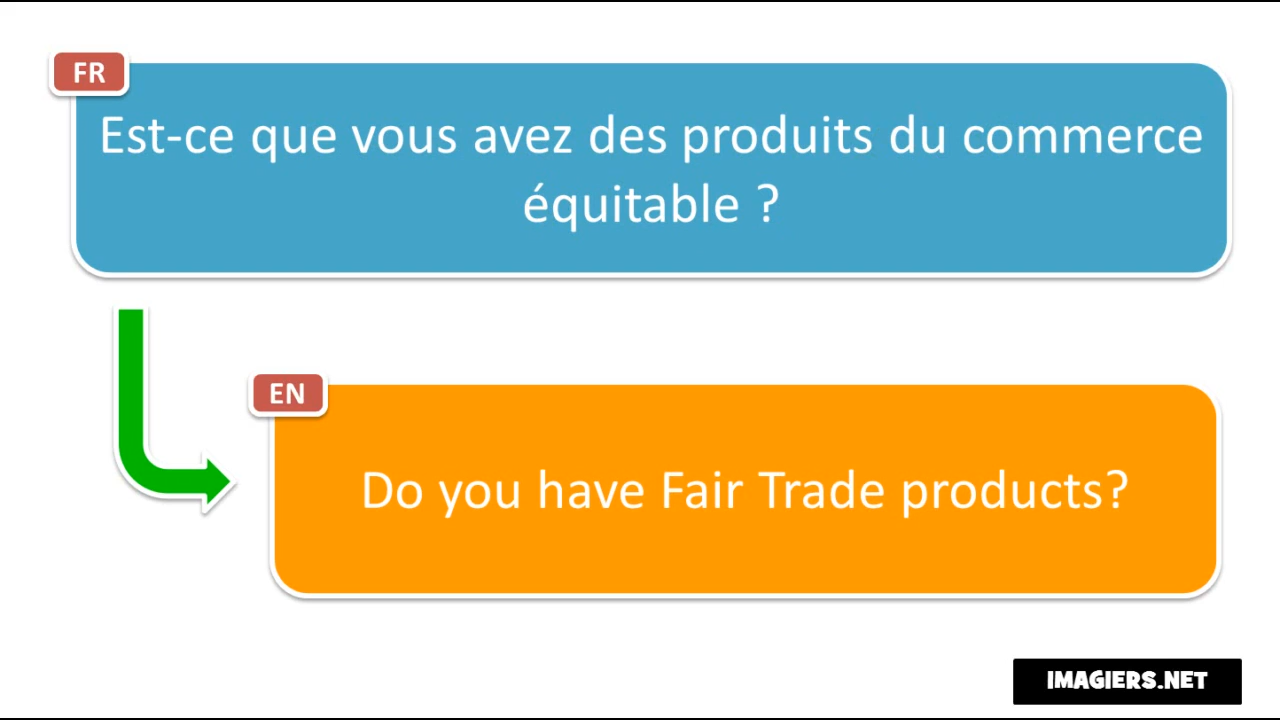 FR
Est-ce que vous avez des produits du commerce
équitable ?
EN
Do you have Fair Trade products?
IMAGIERS.NET